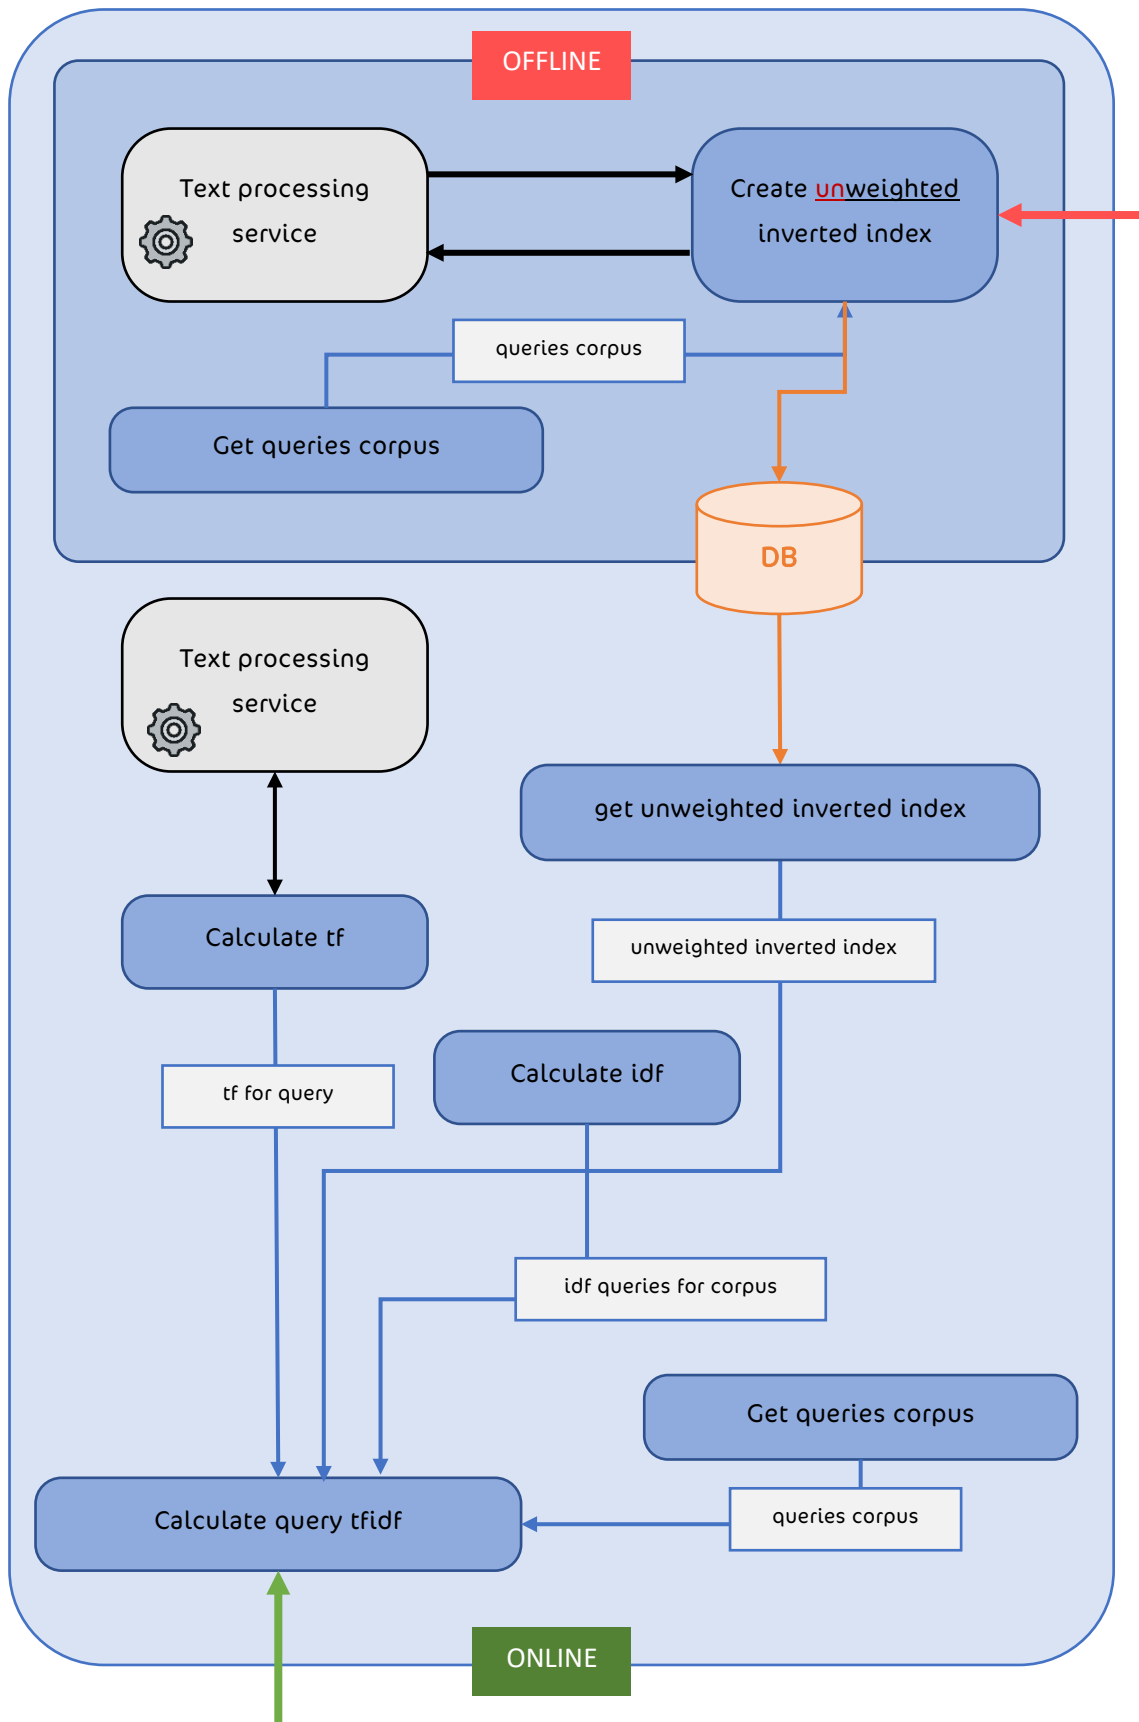 OFFLINE
Text processing
service
Create unweighted
inverted index
queries corpus
Get queries corpus
DB
Text processing
service
get unweighted inverted index
Calculate tf
unweighted inverted index
Calculate idf
tf for query
idf queries for corpus
Get queries corpus
Calculate query tfidf
queries corpus
ONLINE